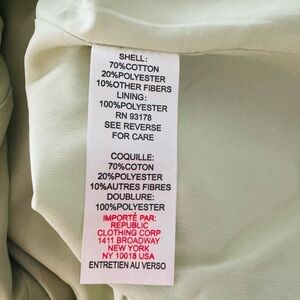 SHELL:
70%COTTON
20%POLYESTER
10%OTHER FIBERS
LINING:
100%POLYESTER
RN 93178
SEE REVERSE
FOR CARE
COQUILLE:
70%COTTON
20%POLYESTER
10%AUTRES FIBRES
DOUBLURE:
100%POLYESTER
IMPORTÉ PAR:
REPUBLIC
CLOTHING CORP
1411 BROADWAY
NEW YORK
NY 10018 USA
ENTRETIEN AU VERSO